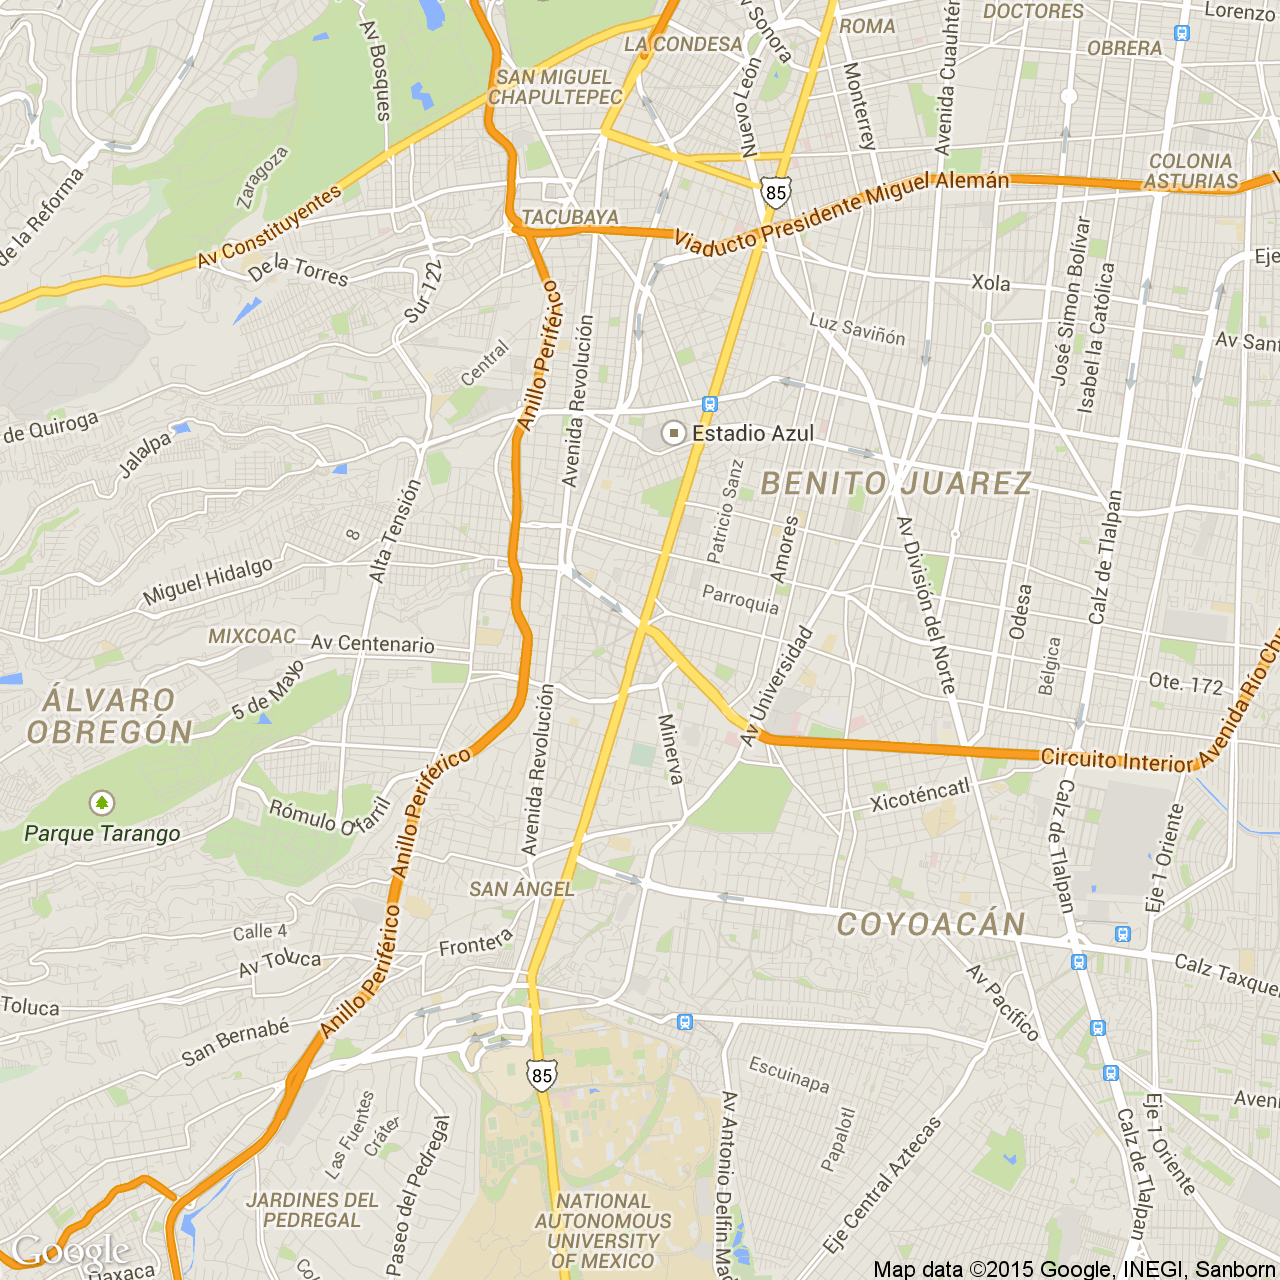 DOCTORES
Lorenzo
ROMA
LA CONDESA
Av Sonora
OBRERA
Av Bosques
SAN MIGUEL
CHAPULTEPEC
Nuevo León
Monterrey
Avenida Cuauhtém
Zaragoza
COLONIA
ASTURIAS
85
de la Reforma
Av Constituyentes
TACUBAYA
Viaducto Presidente Miguel Alemán
De la Torres
Sur 122
Xola
José Simon Bolívar
Isabel la Católica
Eje
Luz Saviñón
Av Sant
Central
Anillo Periférico
Avenida Revolución
de Quiroga
Jalalpa
Estadio Azul
BENITO JUAREZ
Patricio Sanz
Amores
8
Alta Tensión
Av División del Norte
Calz de Tlalpan
Miguel Hidalgo
Parroquia
Odesa
MIXCOAC
Av Centenario
Bélgica
Ote. 172
5 de Mayo
ÁLVARO
OBREGÓN
Av Universidad
Avenida Río Chu
Minerva
Avenida Revolución
Circuito Interior
Anillo Periférico
Xicoténcatl
Rómulo O'farril
Parque Tarango
Calz de Tlalpan
Eje 1 Oriente
SAN ÁNGEL
COYOACÁN
Calle 4
Frontera
Av Toluca
Anillo Periférico
Calz Taxque
Toluca
Av Pacífico
San Bernabé
Anillo Periférico
85
Escuinapa
Las Fuentes
Cráter
Paseo del Pedregal
Av Antonio Delfin Mad
Papalotl
Eje Central Aztecas
Calz de Tlalpan
Eje 1 Oriente
Aveni
JARDINES DEL
PEDREGAL
NATIONAL
AUTONOMOUS
UNIVERSITY
OF MEXICO
Google
Oaxaca
Map data ©2015 Google, INEGI, Sanborn